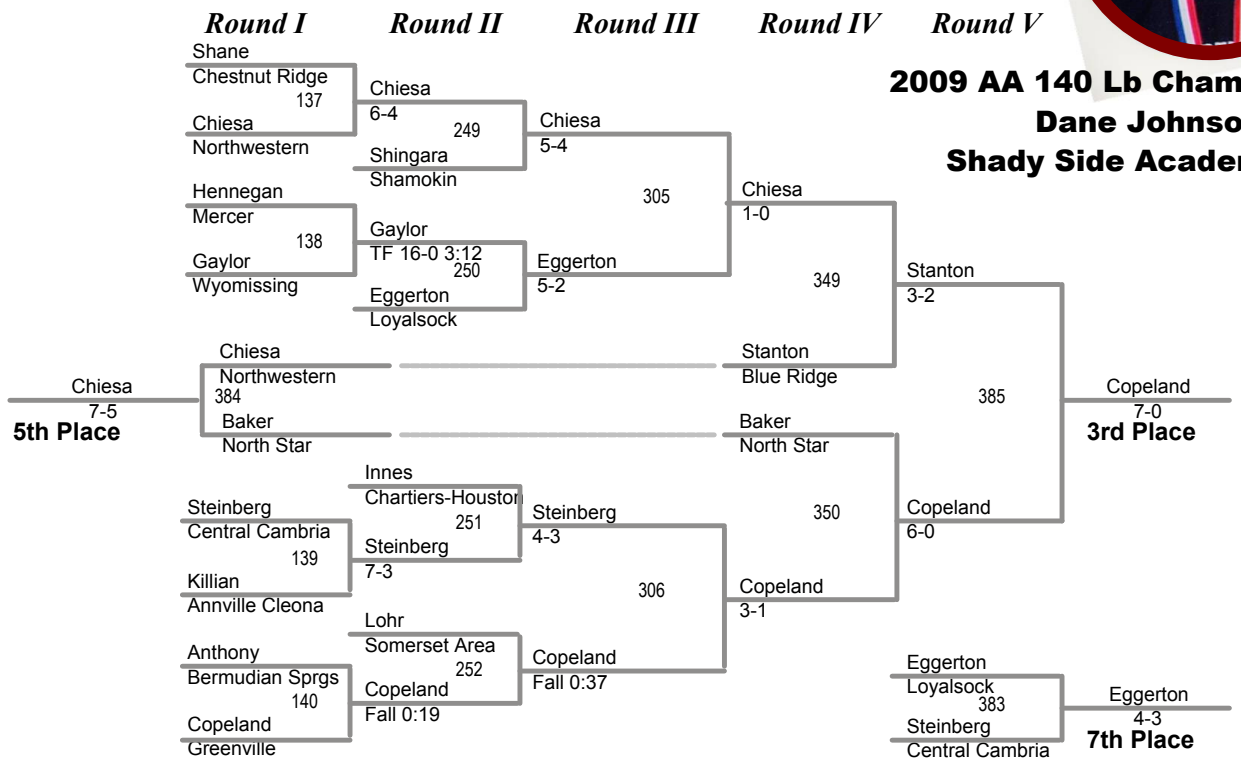 Round I Round II Round III Round IV Round V
2009 AA 140 Lb Cham
Dane Johnso
Shady Side Acade
Shane
Chestnut Ridge
137
Chiesa
Northwestern
Chiesa
6-4
249
Shingara
Shamokin
Chiesa
5-4
Hennegan
Mercer
138
Gaylor
Wyomissing
Gaylor
TF 16-0 3:12
250
Eggerton
Loyalsock
Eggerton
5-2
305
Chiesa
1-0
349
Stanton
Blue Ridge
Stanton
3-2
Chiesa
Northwestern
384
Baker
North Star
Chiesa
7-5
5th Place
Baker
North Star
385
Copeland
7-0
3rd Place
Innes
Chartiers-Houston
251
Steinberg
Central Cambria
139
Killian
Annville Cleona
Steinberg
7-3
Steinberg
4-3
306
350
Copeland
6-0
Copeland
3-1
Lohr
Somerset Area
252
Anthony
Bermudian Sprgs
140
Copeland
Greenville
Copeland
Fall 0:19
Copeland
Fall 0:37
Eggerton
Loyalsock
383
Steinberg
Central Cambria
Eggerton
4-3
7th Place